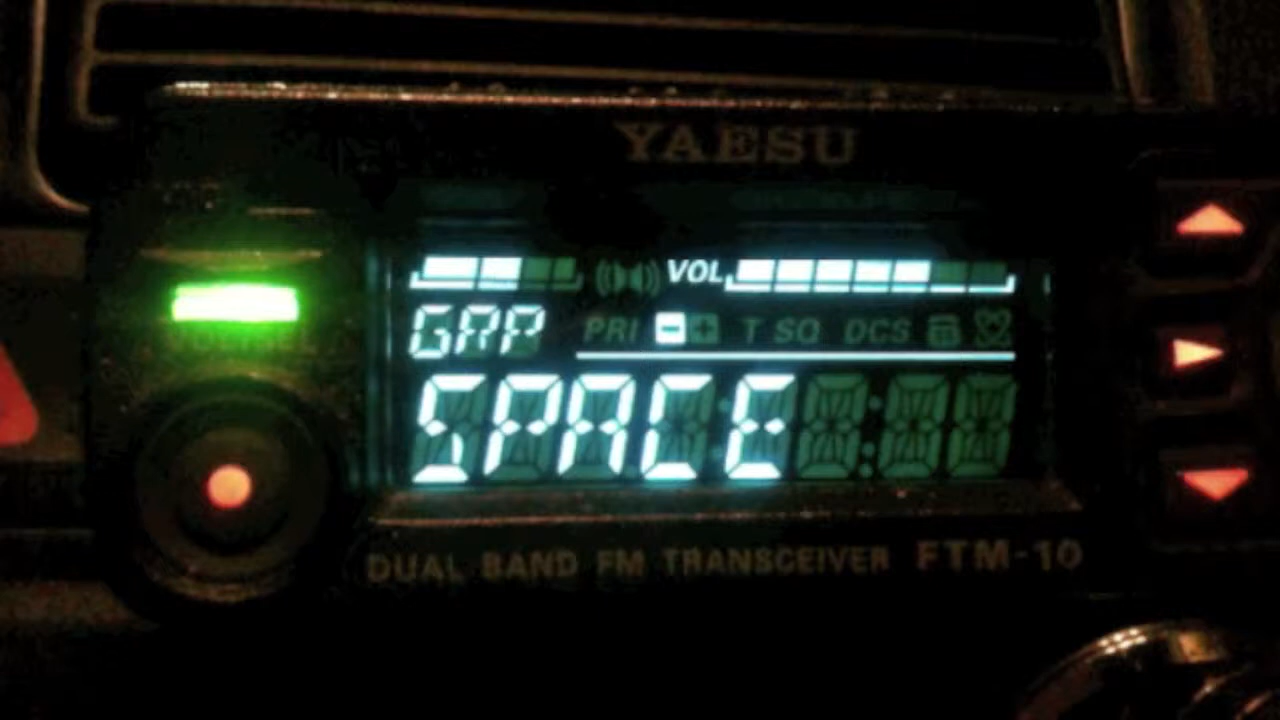 YAESU
VOL
GRP PRI - + T SQ DCS
SPACE
DUAL BAND FM TRANSCEIVER FTM-10